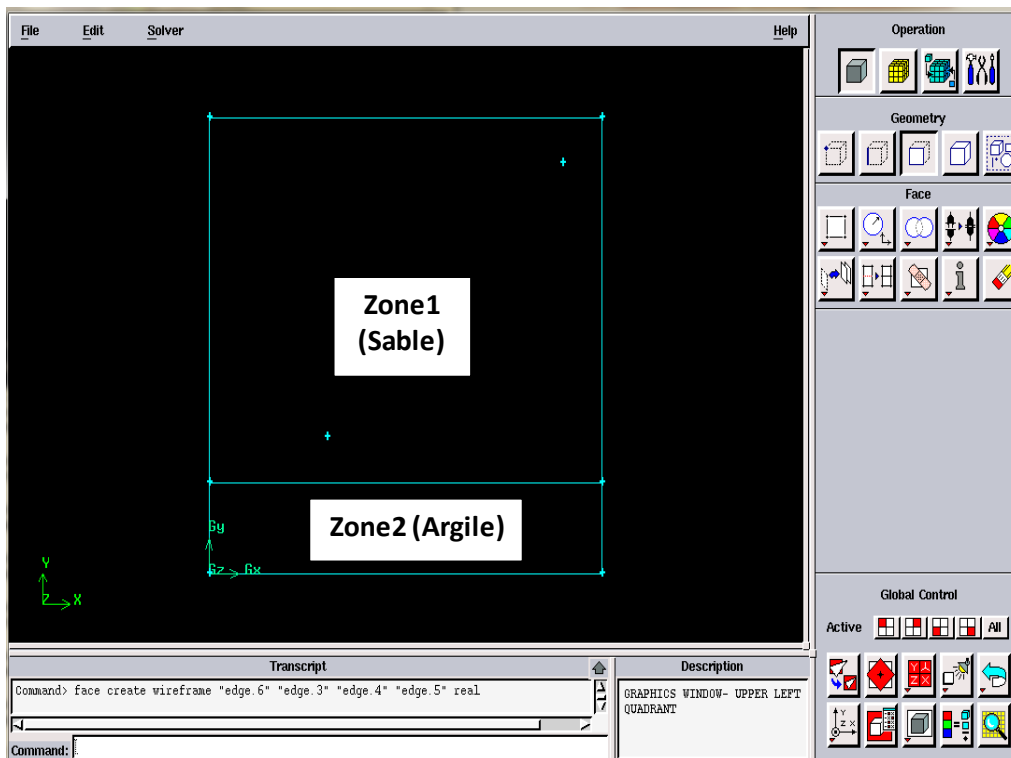 File Edit Solver Help
Operation
Geometry
Face
Zone1
(Sable)
Zone2 (Argile)
Gy
Gz Gx
Y
Z X
Global Control
Active All
Transcript
Description
Command> face create wireframe "edge.6" "edge.3" "edge.4" "edge.5" real
GRAPHICS WINDOW- UPPER LEFT
QUADRANT
Command: